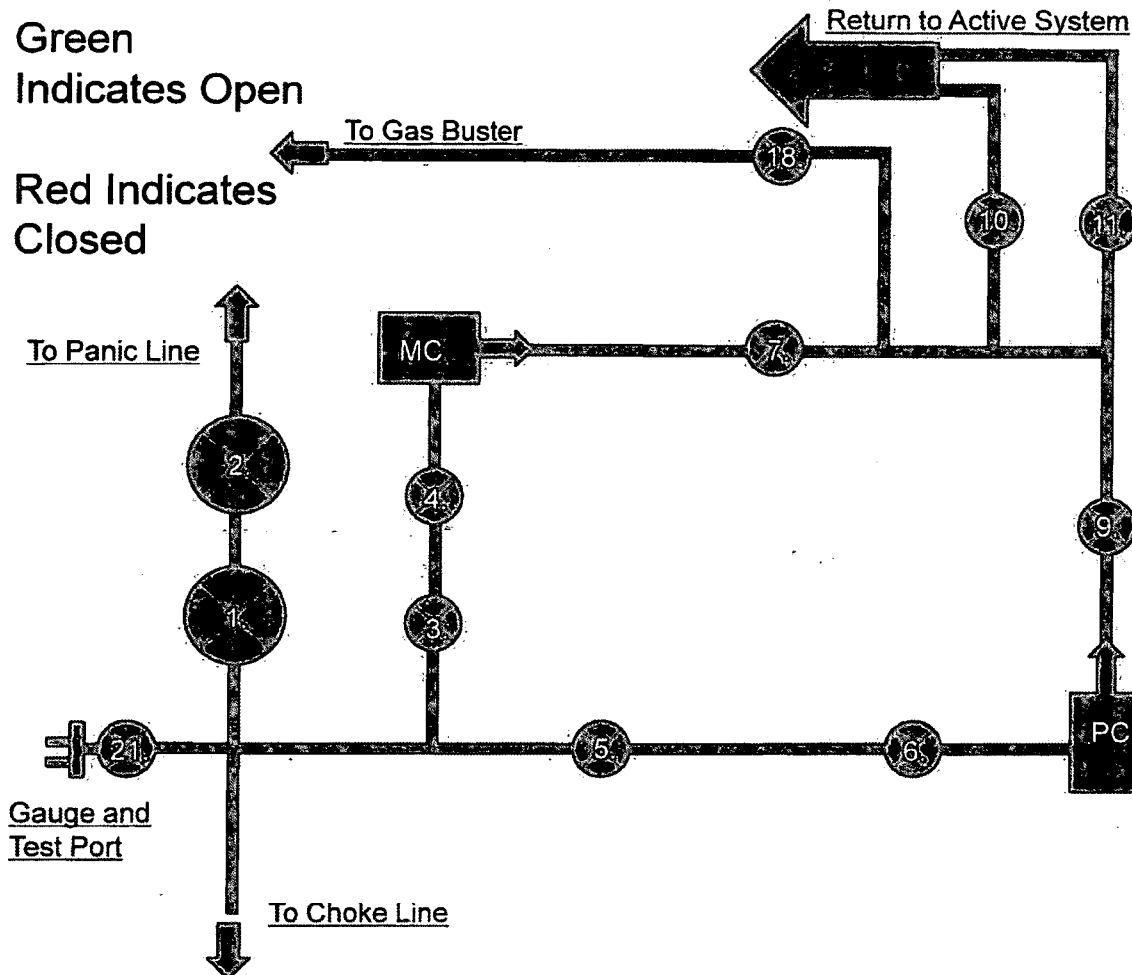 Green
Indicates Open
Red Indicates
Closed
Return to Active System
To Gas Buster
18
10
11
To Panic Line
MC
7
2
4
9
1
3
21
5
6
PC
Gauge and
Test Port
To Choke Line